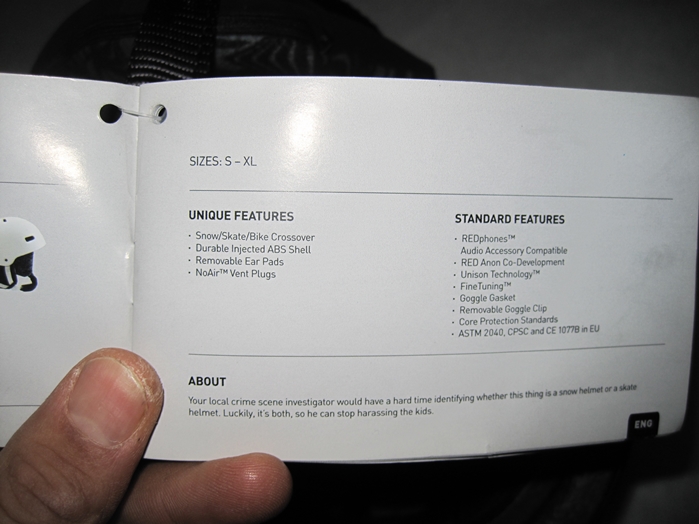 SIZES: S – XL
UNIQUE FEATURES
· Snow/Skate/Bike Crossover
· Durable Injected ABS Shell
· Removable Ear Pads
· NoAir™ Vent Plugs
STANDARD FEATURES
· REDphones™
Audio Accessory Compatible
· RED Anon Co-Development
· Unison Technology™
· FineTuning™
· Goggle Gasket
· Removable Goggle Clip
· Core Protection Standards
· ASTM 2040, CPSC and CE 1077B in EU
ABOUT
Your local crime scene investigator would have a hard time identifying whether this thing is a snow helmet or a skate
helmet. Luckily, it's both, so he can stop harassing the kids.
ENG